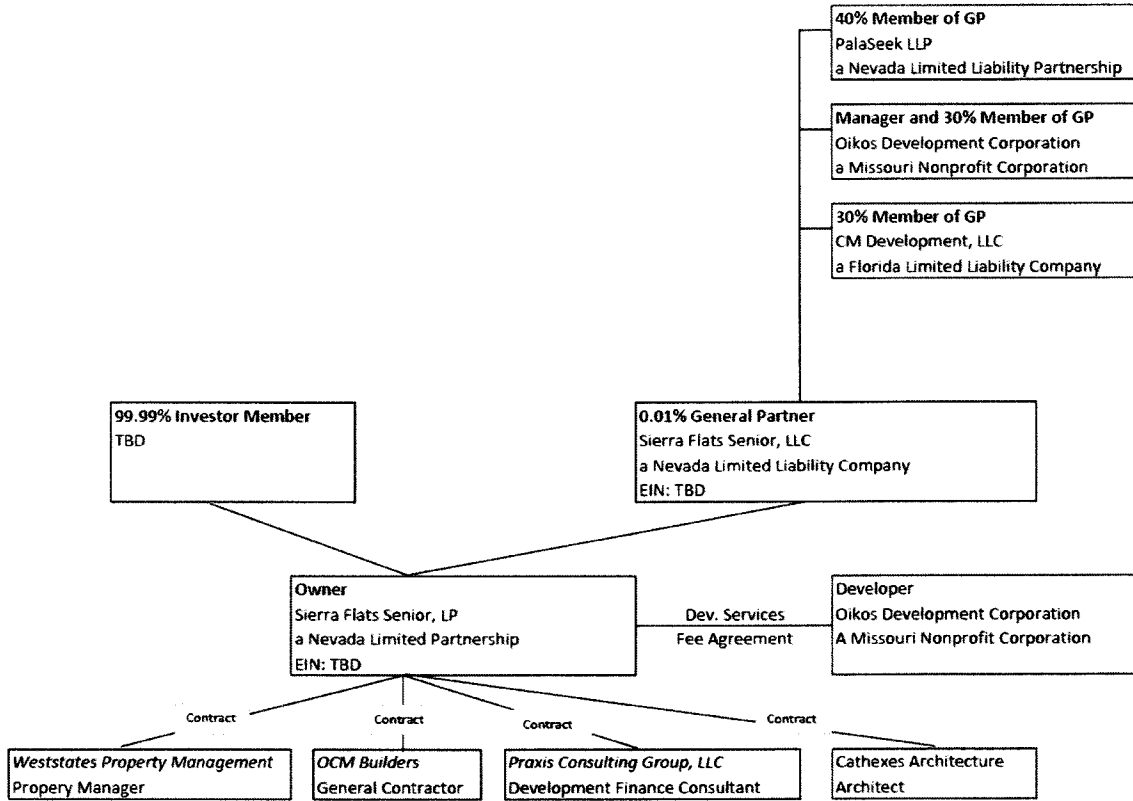 40% Member of GP
PalaSeek LLP
a Nevada Limited Liability Partnership
Manager and 30% Member of GP
Oikos Development Corporation
a Missouri Nonprofit Corporation
30% Member of GP
CM Development, LLC
a Florida Limited Liability Company
99.99% Investor Member
TBD
0.01% General Partner
Sierra Flats Senior, LLC
a Nevada Limited Liability Company
EIN: TBD
Owner
Sierra Flats Senior, LP
a Nevada Limited Partnership
EIN: TBD
Dev. Services
Fee Agreement
Developer
Oikos Development Corporation
A Missouri Nonprofit Corporation
Contract
Contract
Contract
Contract
Weststates Property Management
Propery Manager
OCM Builders
General Contractor
Praxis Consulting Group, LLC
Development Finance Consultant
Cathexes Architecture
Architect